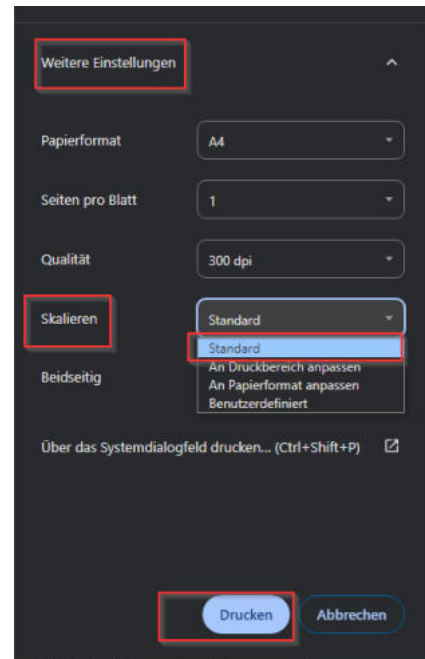 Weitere Einstellungen
Papierformat A4
Seiten pro Blatt 1
Qualität 300 dpi
Skalieren Standard
Standard
An Druckbereich anpassen
Beidseitig An Papierformat anpassen
Benutzerdefiniert
Über das Systemdialogfeld drucken... (Ctrl+Shift+P)
Drucken Abbrechen